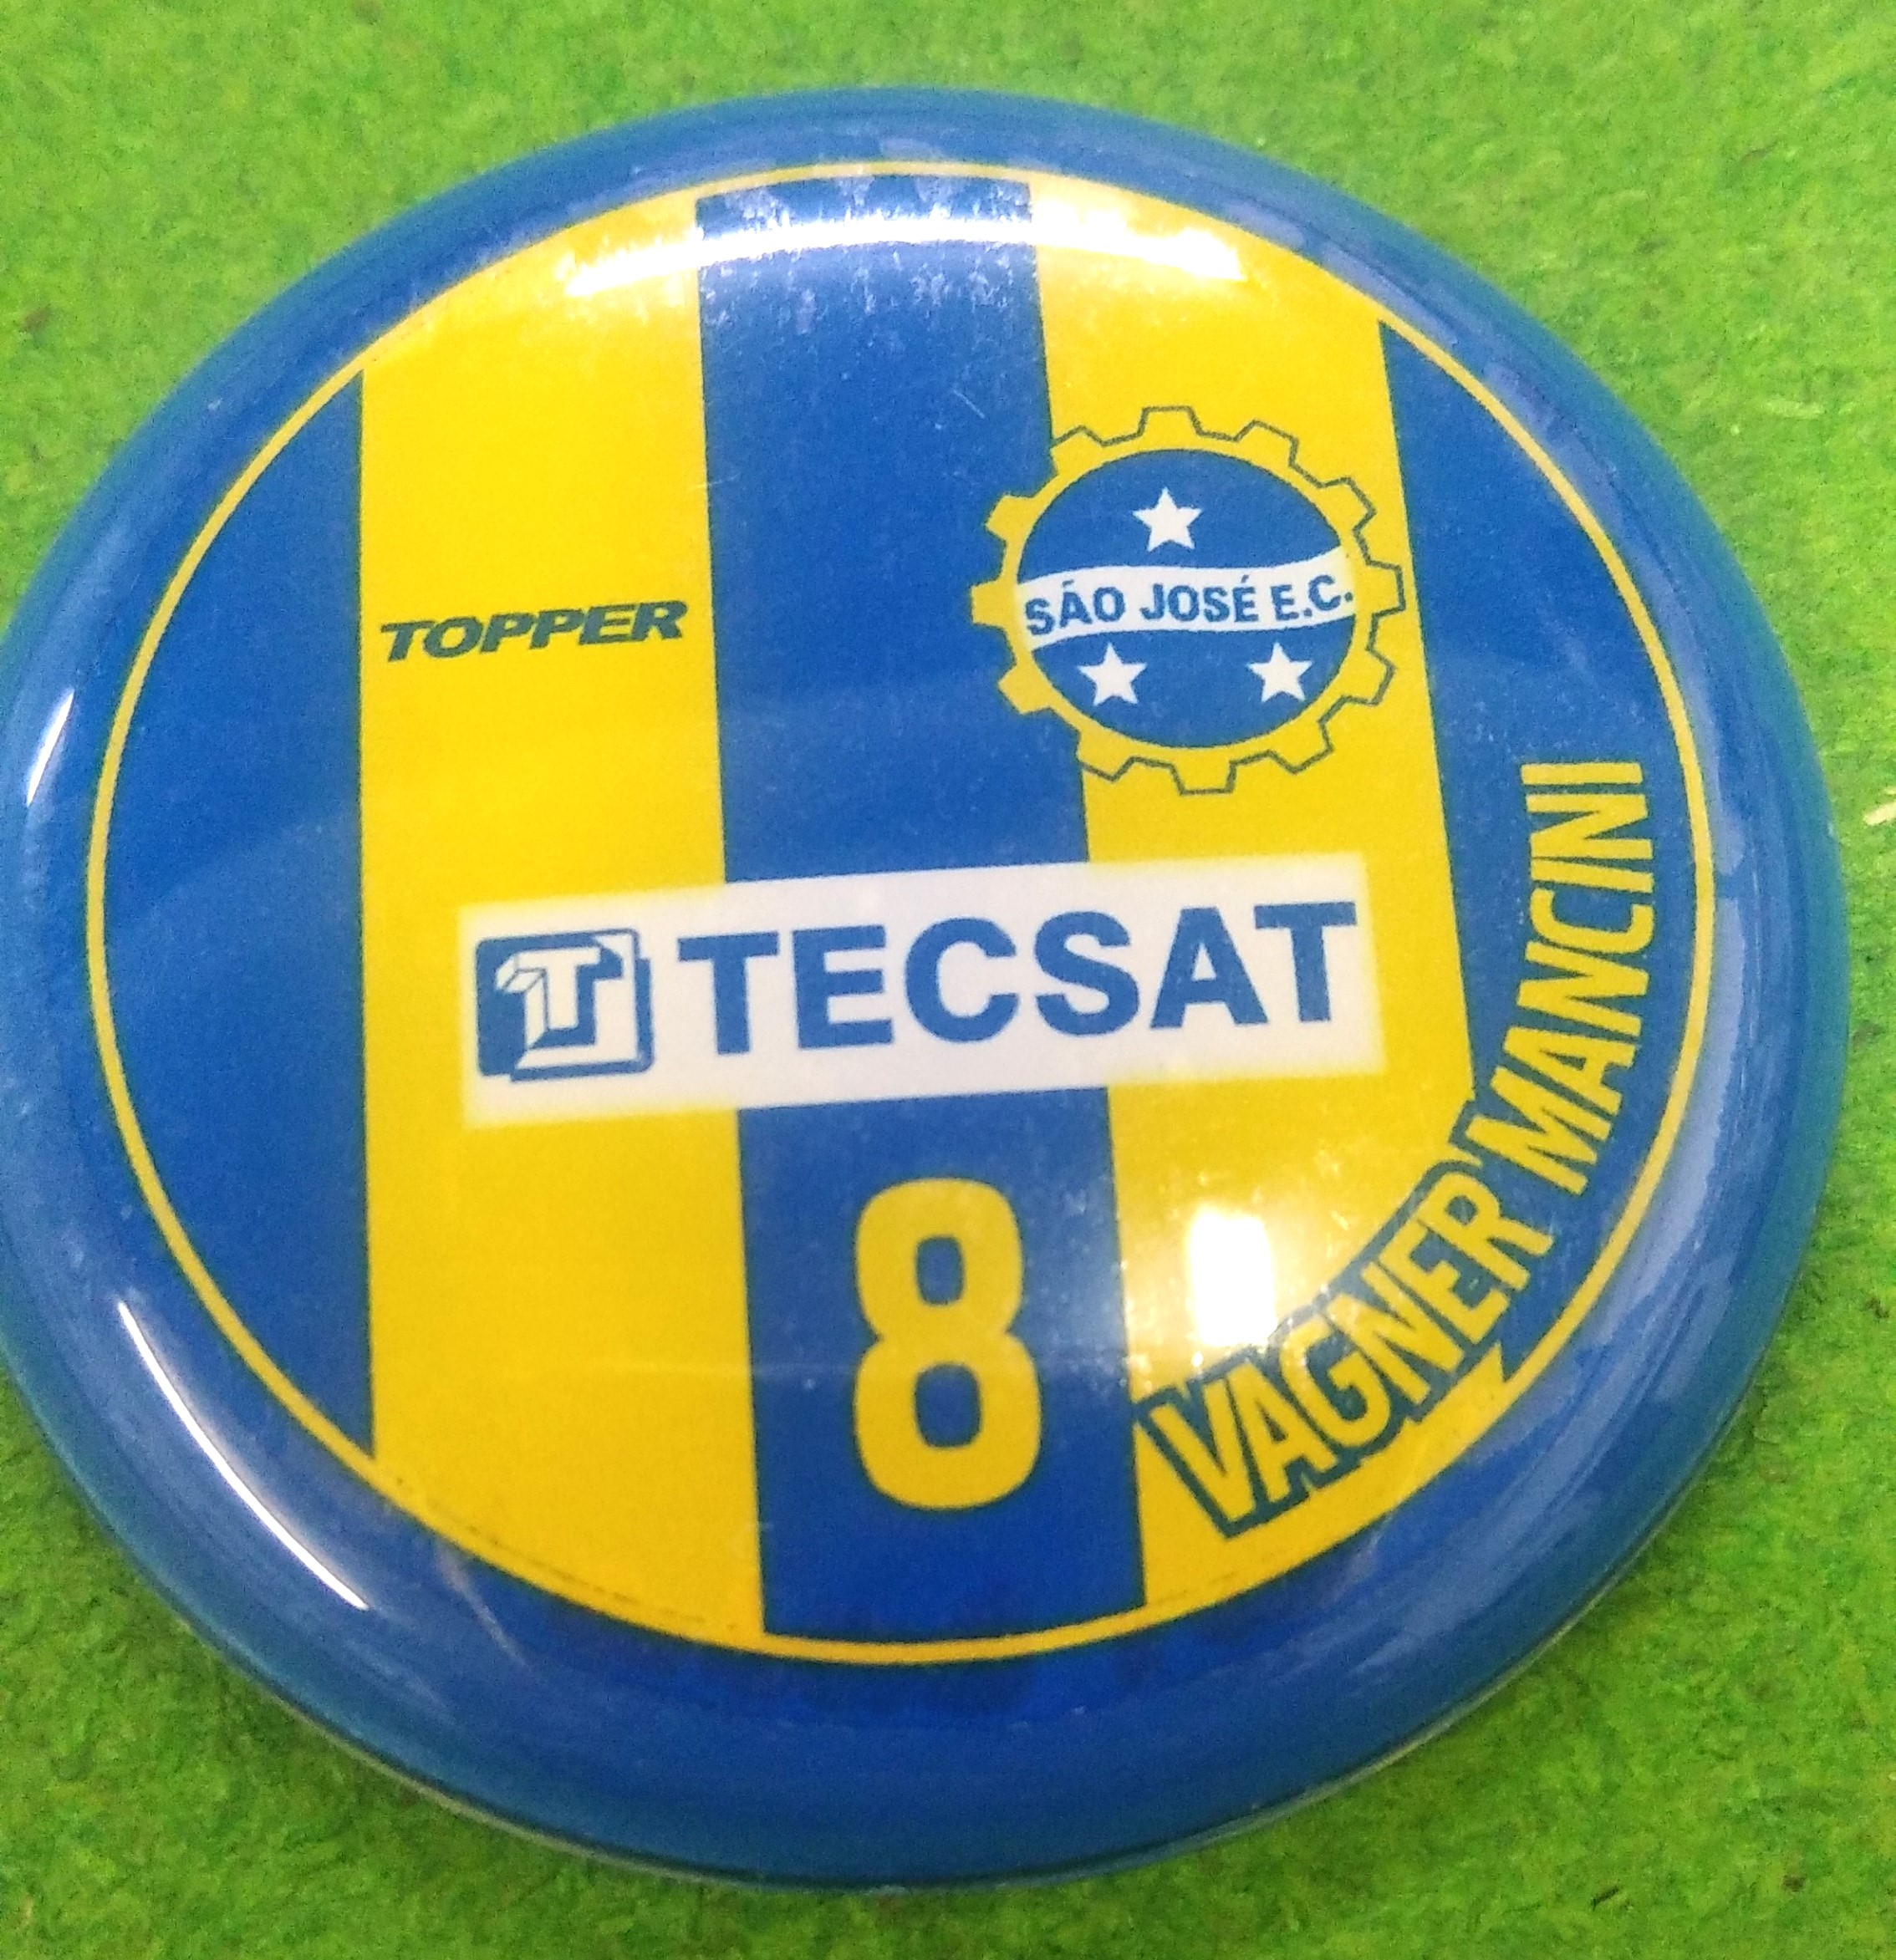 TOPPER
SÃO JOSÉ E.C.
T TECSAT
8
VAGNER MANCINI